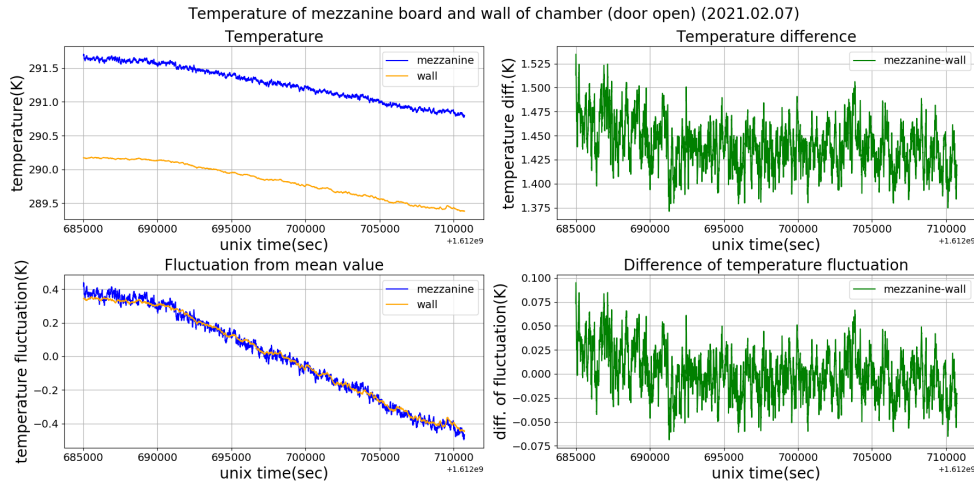 Temperature of mezzanine board and wall of chamber (door open) (2021.02.07)
Temperature
temperature(K)
291.5
291.0
290.5
290.0
289.5
mezzanine
wall
685000 690000 695000 700000 705000 710000
+1.612e9
unix time(sec)
Temperature difference
temperature diff.(K)
1.525
1.500
1.475
1.450
1.425
1.400
1.375
mezzanine-wall
685000 690000 695000 700000 705000 710000
+1.612e9
unix time(sec)
Fluctuation from mean value
temperature fluctuation(K)
0.4
0.2
0.0
−0.2
−0.4
mezzanine
wall
685000 690000 695000 700000 705000 710000
+1.612e9
unix time(sec)
Difference of temperature fluctuation
diff. of fluctuation(K)
0.100
0.075
0.050
0.025
0.000
−0.025
−0.050
−0.075
mezzanine-wall
685000 690000 695000 700000 705000 710000
+1.612e9
unix time(sec)